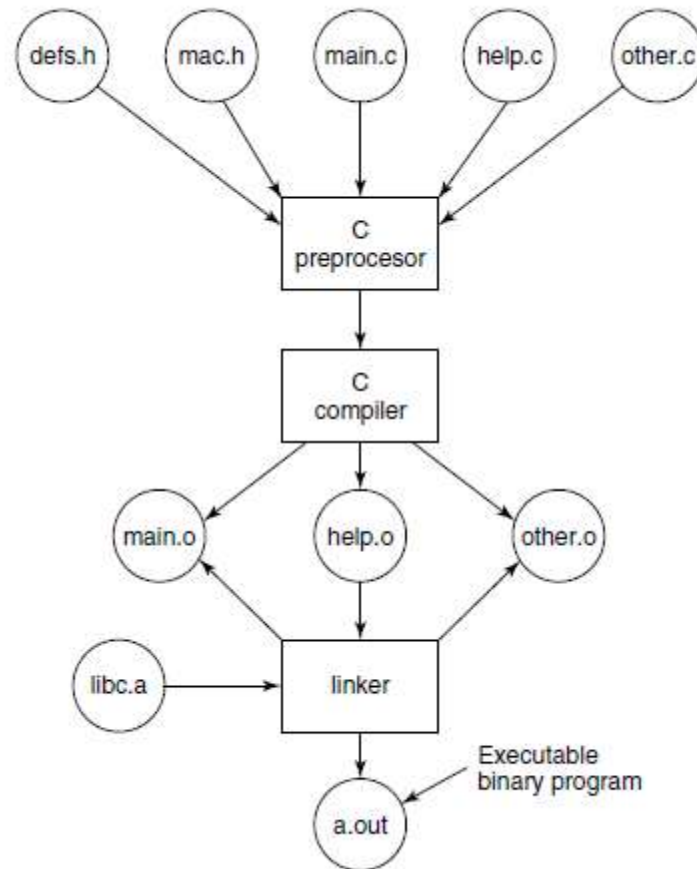 defs.h
mac.h
main.c
help.c
other.c
C
preprocesor
C
compiler
main.o
help.o
other.o
libc.a
linker
Executable
binary program
a.out